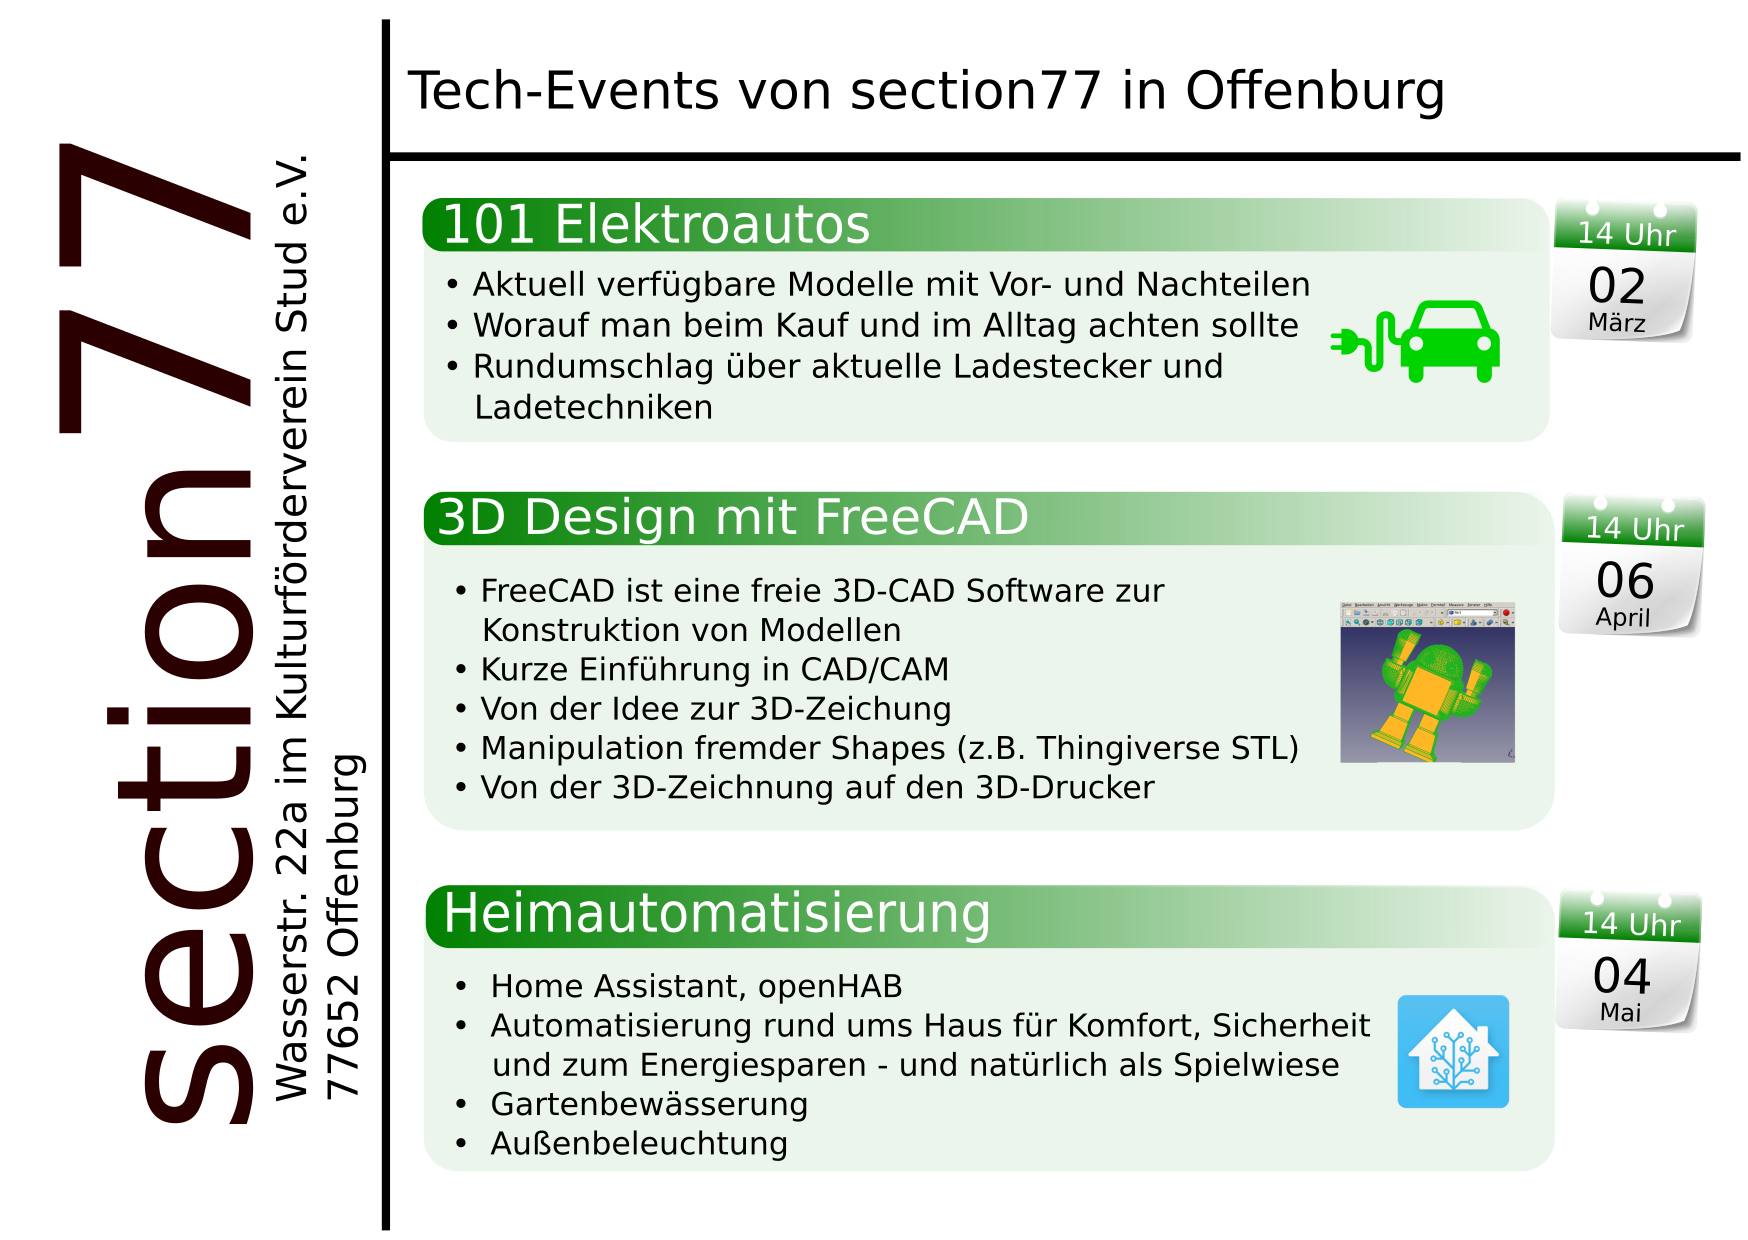 section77
Wasserstr. 22a im Kulturförderverein Stud e.V.
77652 Offenburg
Tech-Events von section77 in Offenburg
101 Elektroautos
• Aktuell verfügbare Modelle mit Vor- und Nachteilen
• Worauf man beim Kauf und im Alltag achten sollte
• Rundumschlag über aktuelle Ladestecker und
Ladetechniken
14 Uhr
02
März
3D Design mit FreeCAD
• FreeCAD ist eine freie 3D-CAD Software zur
Konstruktion von Modellen
• Kurze Einführung in CAD/CAM
• Von der Idee zur 3D-Zeichung
• Manipulation fremder Shapes (z.B. Thingiverse STL)
• Von der 3D-Zeichnung auf den 3D-Drucker
14 Uhr
06
April
Heimautomatisierung
• Home Assistant, openHAB
• Automatisierung rund ums Haus für Komfort, Sicherheit
und zum Energiesparen - und natürlich als Spielwiese
• Gartenbewässerung
• Außenbeleuchtung
14 Uhr
04
Mai